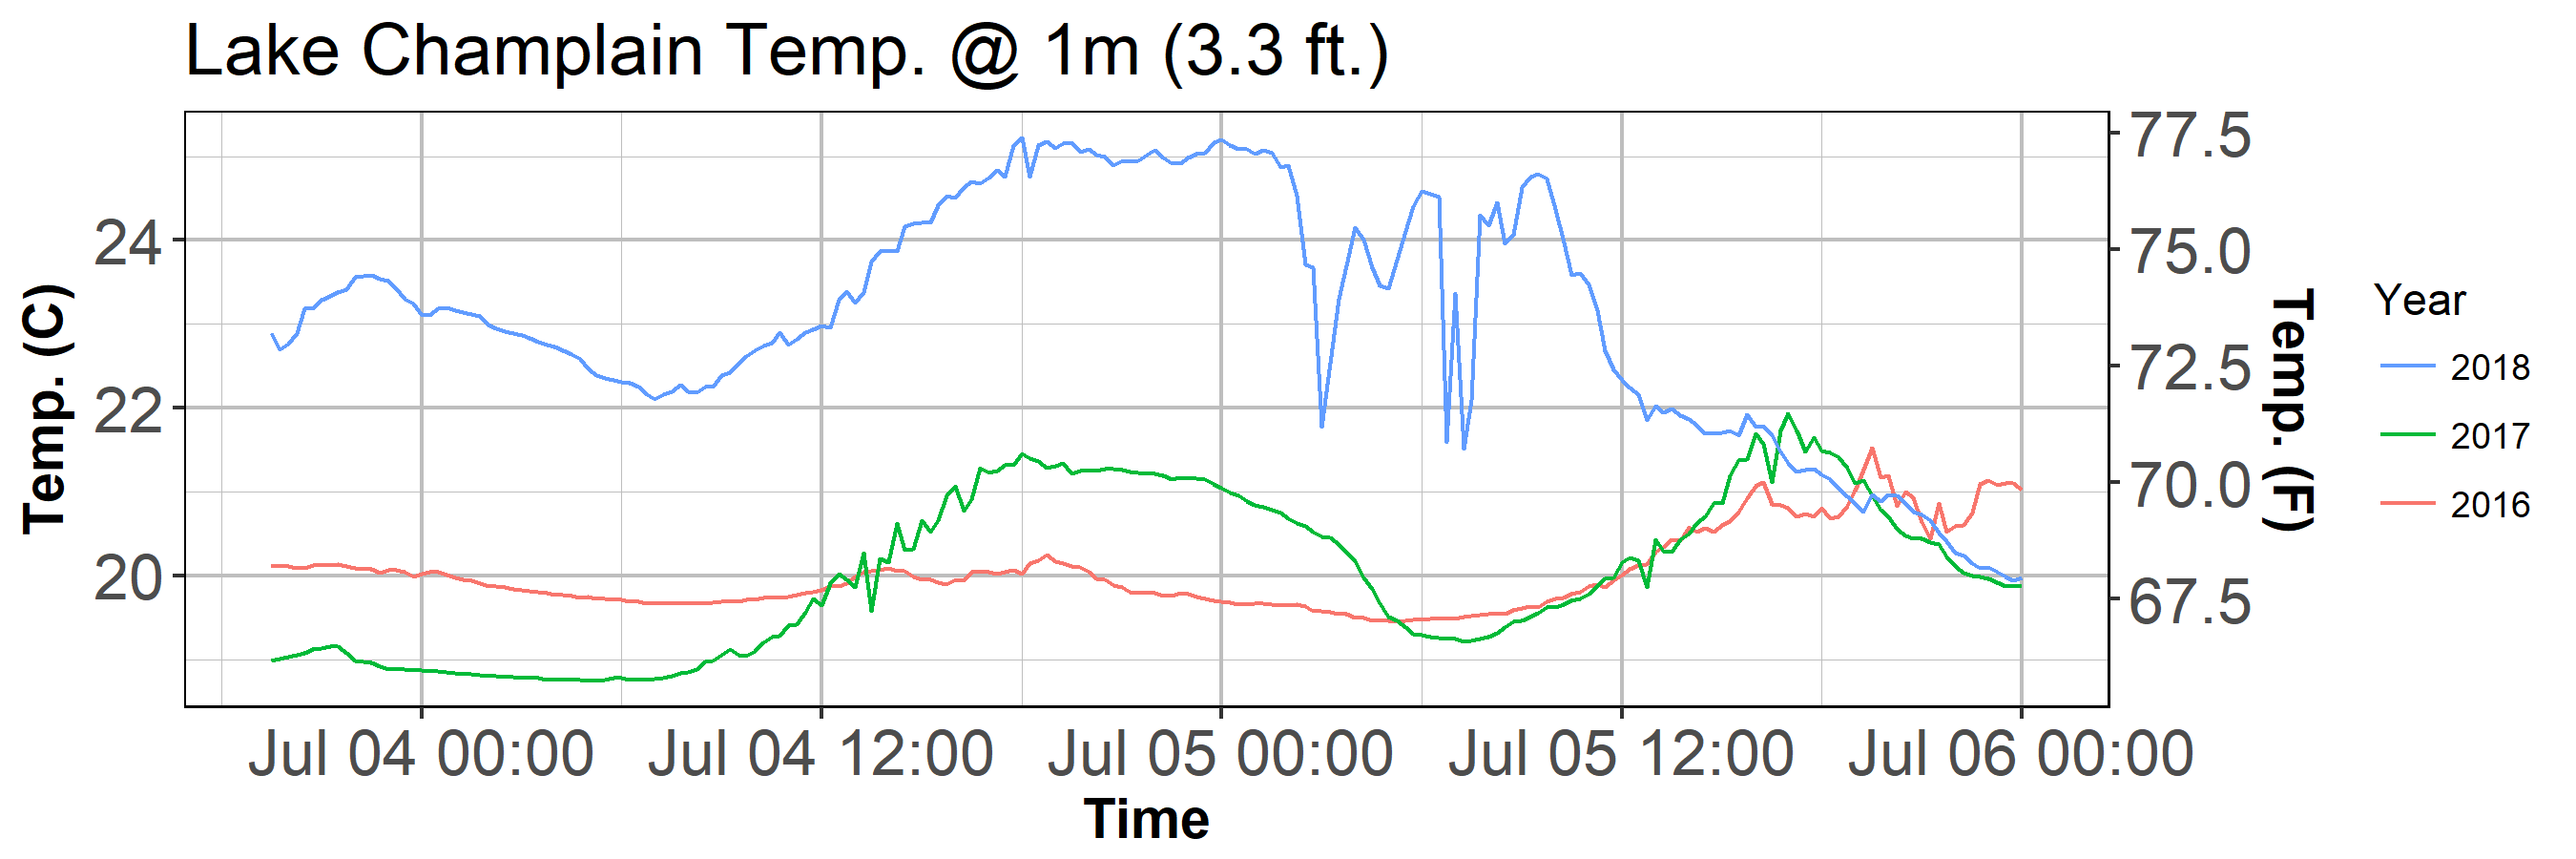 Lake Champlain Temp. @ 1m (3.3 ft.)
Temp. (C)
24
22
20
77.5
75.0
72.5
70.0
67.5
Temp. (F)
Jul 04 00:00
Jul 04 12:00
Jul 05 00:00
Jul 05 12:00
Jul 06 00:00
Time
Year
2018
2017
2016